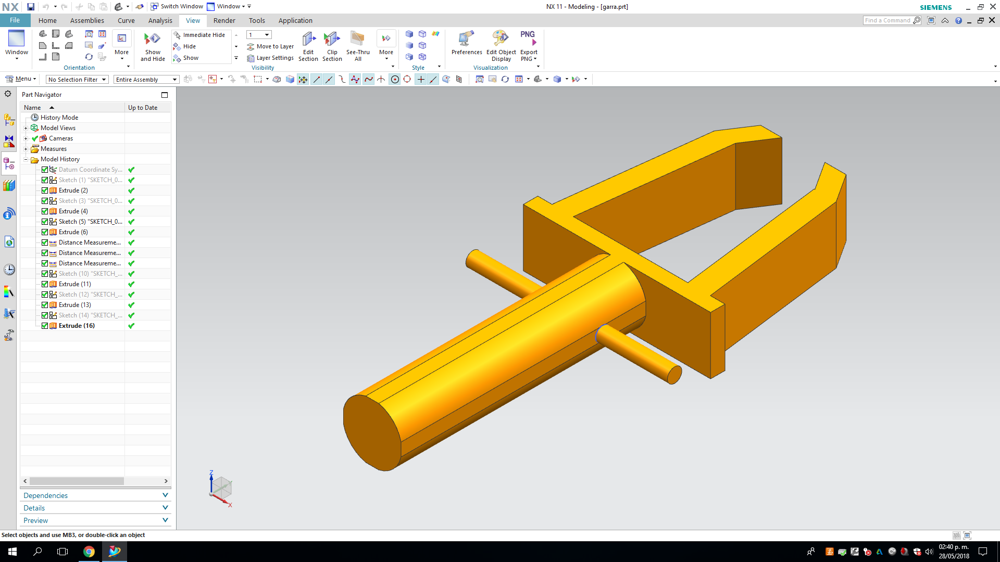 NX
Switch Window
Window
NX 11 - Modeling - [garra.prt]
SIEMENS
File
Home
Assemblies
Curve
Analysis
View
Render
Tools
Application
Find a Command
Window
More
Orientation
Show and Hide
Immediate Hide
Hide
Show
1
Move to Layer
Layer Settings
Edit Section
Clip Section
See-Thru All
More
Visibility
Style
Preferences
Edit Object Display
PNG
Export PNG
Visualization
Menu
No Selection Filter
Entire Assembly
Part Navigator
Name
Up to Date
History Mode
Model Views
Cameras
Measures
Model History
Datum Coordinate Sy...
Sketch (1) "SKETCH_0...
Extrude (2)
Sketch (3) "SKETCH_0...
Extrude (4)
Sketch (5) "SKETCH_0...
Extrude (6)
Distance Measureme...
Distance Measureme...
Distance Measureme...
Sketch (10) "SKETCH_...
Extrude (11)
Sketch (12) "SKETCH_...
Extrude (13)
Sketch (14) "SKETCH_...
Extrude (16)
Z
X
Dependencies
Details
Preview
Select objects and use MB3, or double-click an object
02:40 p. m.
28/05/2018